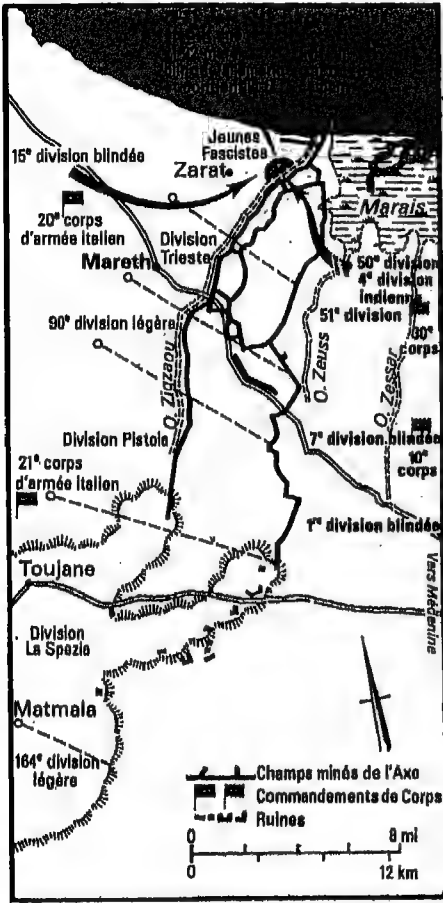 Jeunes
Fascistes
15e division blindée
Zarat
Marais
20e corps
d'armée italien
Division
Trieste
50e division
4e division
indienne
Mareth
51e division
30e
corps
90e division légère
O. Zigzaou
O. Zeuss
O. Zessar
Division Pistoia
7e division blindée
10e
corps
21e corps
d'armée italien
1re division blindée
Toujane
Vers Médenine
Division
La Spezia
Matmata
164e division
légère
Champs minés de l'Axe
Commandements de Corps
Ruines
0 8 mi
0 12 km